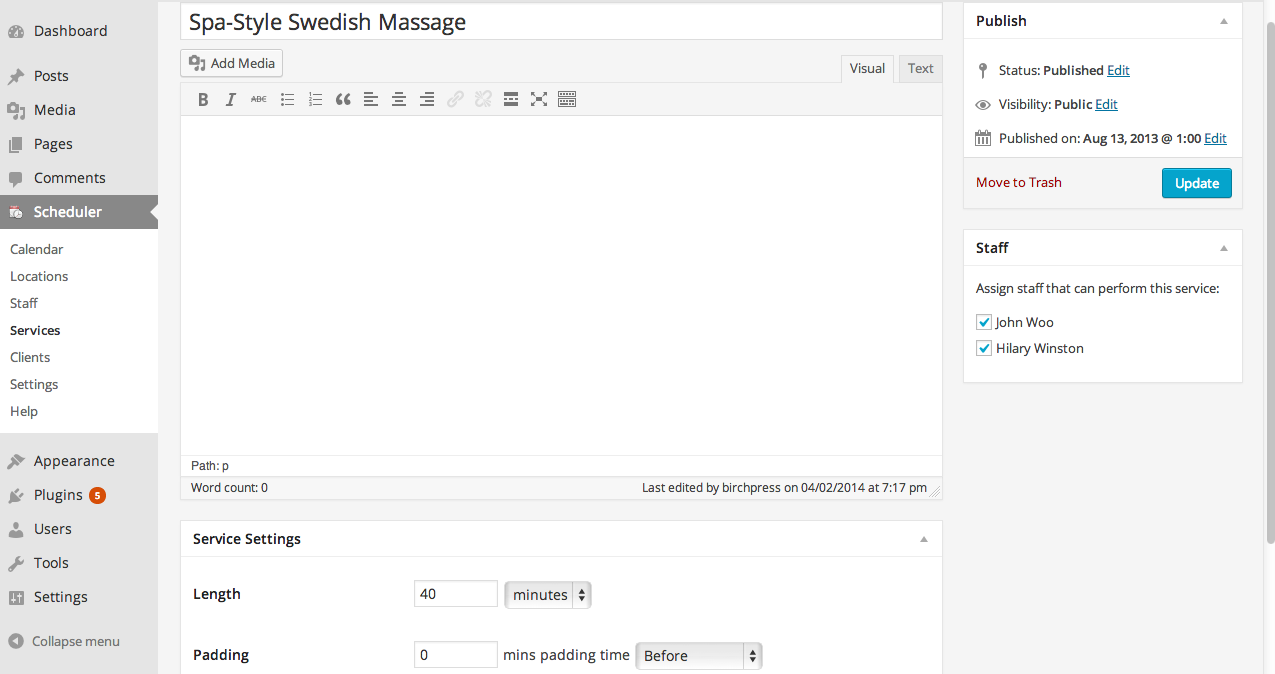 Dashboard
Posts
Media
Pages
Comments
Scheduler
Calendar
Locations
Staff
Services
Clients
Settings
Help
Appearance
Plugins 5
Users
Tools
Settings
Collapse menu
Spa-Style Swedish Massage
Add Media
Visual Text
B I ABC
Path: p
Word count: 0 Last edited by birchpress on 04/02/2014 at 7:17 pm
Service Settings
Length 40 minutes
Padding 0 mins padding time Before
Publish
Status: Published Edit
Visibility: Public Edit
Published on: Aug 13, 2013 @ 1:00 Edit
Move to Trash Update
Staff
Assign staff that can perform this service:
John Woo
Hilary Winston